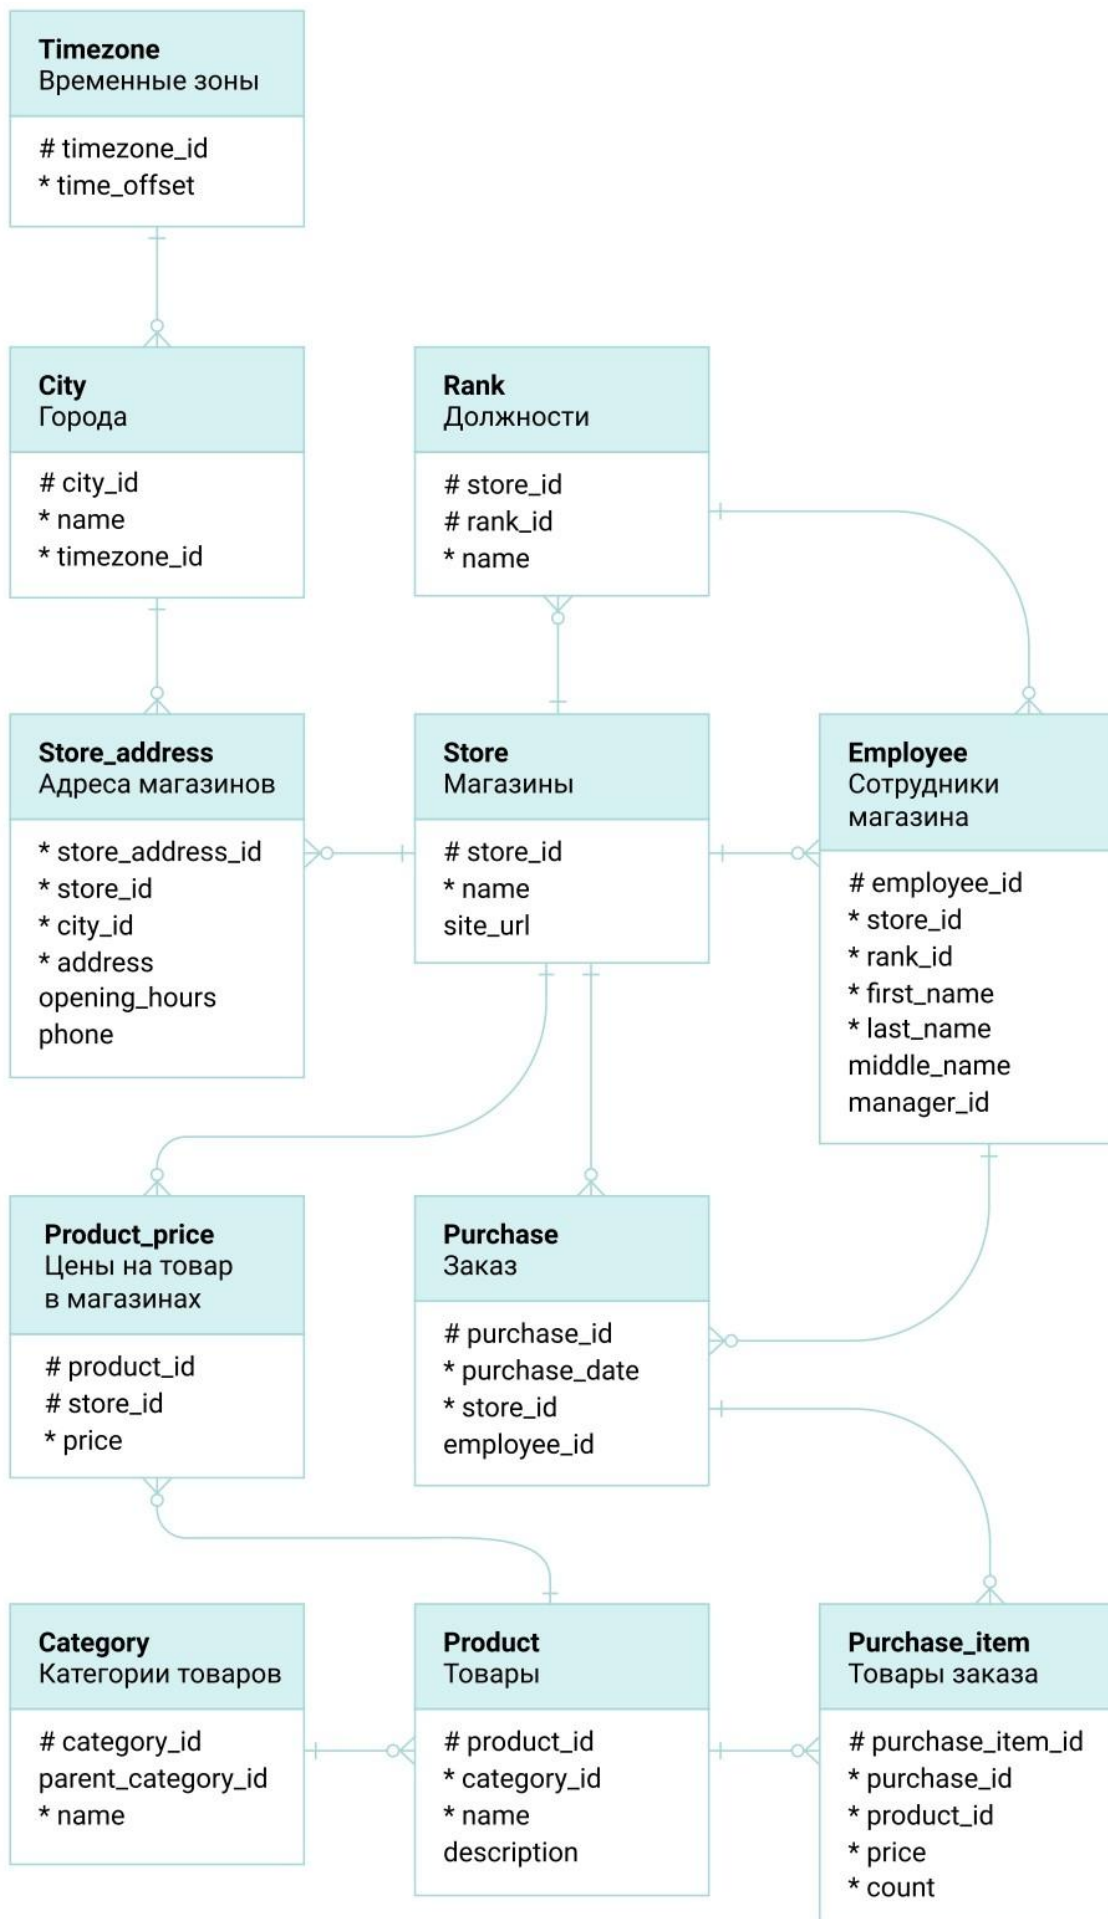 Timezone
Временные зоны
# timezone_id
* time_offset
City
Города
# city_id
* name
* timezone_id
Rank
Должности
# store_id
# rank_id
* name
Store_address
Адреса магазинов
* store_address_id
* store_id
* city_id
* address
opening_hours
phone
Store
Магазины
# store_id
* name
site_url
Employee
Сотрудники
магазина
# employee_id
* store_id
* rank_id
* first_name
* last_name
middle_name
manager_id
Product_price
Цены на товар
в магазинах
# product_id
# store_id
* price
Purchase
Заказ
# purchase_id
* purchase_date
* store_id
employee_id
Category
Категории товаров
# category_id
parent_category_id
* name
Product
Товары
# product_id
* category_id
* name
description
Purchase_item
Товары заказа
# purchase_item_id
* purchase_id
* product_id
* price
* count